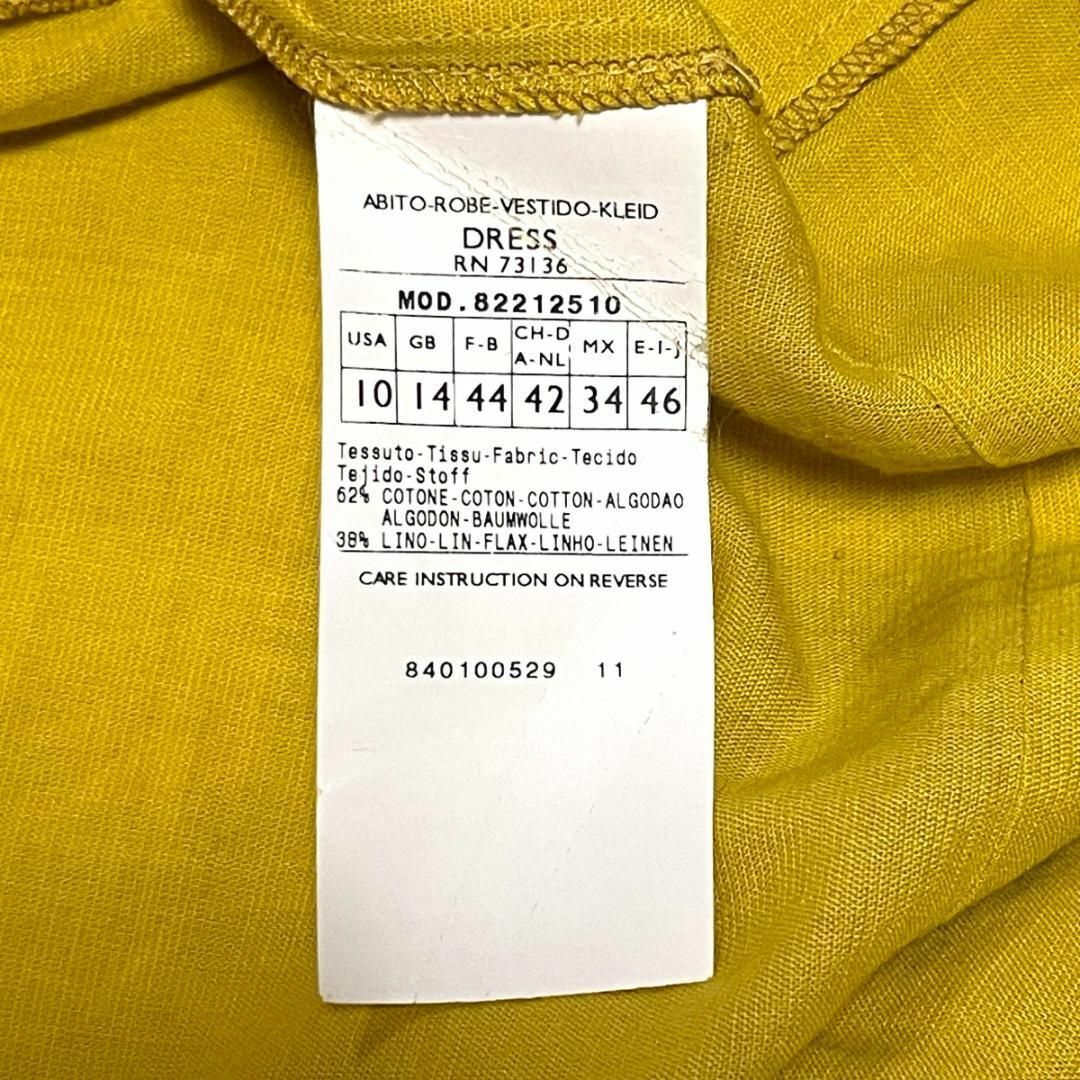 ABITO-ROBE-VESTIDO-KLEID
DRESS
RN 73136
MOD.82212510
USA GB F-B CH-D A-NL MX E-I-J
10 14 44 42 34 46
Tessuto-Tissu-Fabric-Tecido
Tejido-Stoff
62% COTONE-COTON-COTTON-ALGODAO
ALGODON-BAUMWOLLE
38% LINO-LIN-FLAX-LINHO-LEINEN
CARE INSTRUCTION ON REVERSE
840100529 11